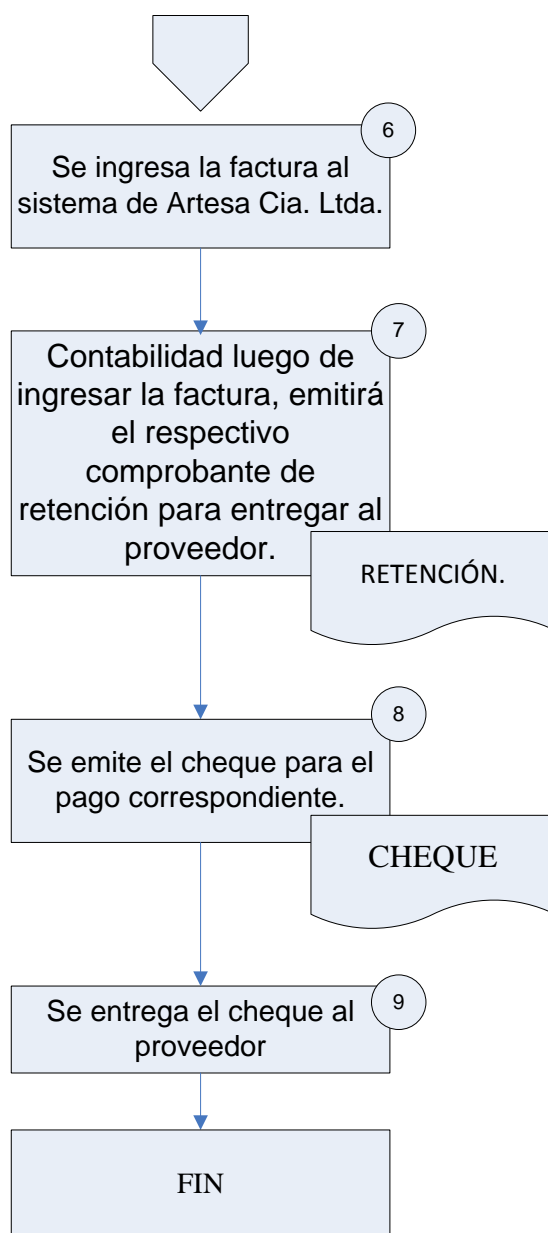 6
Se ingresa la factura al
sistema de Artesa Cia. Ltda.
7
Contabilidad luego de
ingresar la factura, emitirá
el respectivo
comprobante de
retención para entregar al
proveedor.
RETENCIÓN.
8
Se emite el cheque para el
pago correspondiente.
CHEQUE
9
Se entrega el cheque al
proveedor
FIN